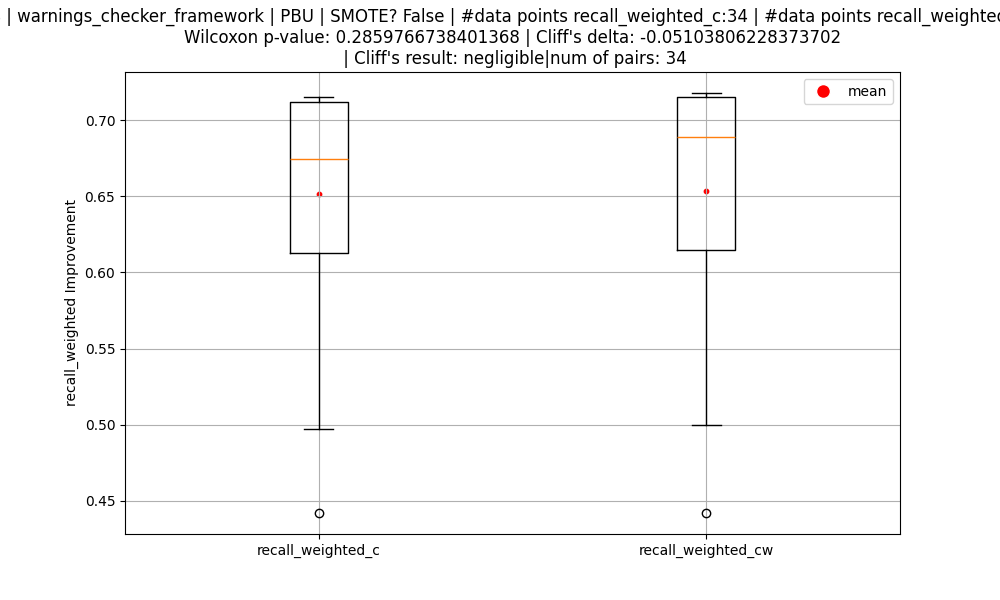 | warnings_checker_framework | PBU | SMOTE? False | #data points recall_weighted_c:34 | #data points
Wilcoxon p-value: 0.2859766738401368 | Cliff's delta: -0.05103806228373702
| Cliff's result: negligible|num of pairs: 34
mean
0.70
0.65
0.60
0.55
0.50
0.45
recall_weighted Improvement
recall_weighted_c
recall_weighted_cw